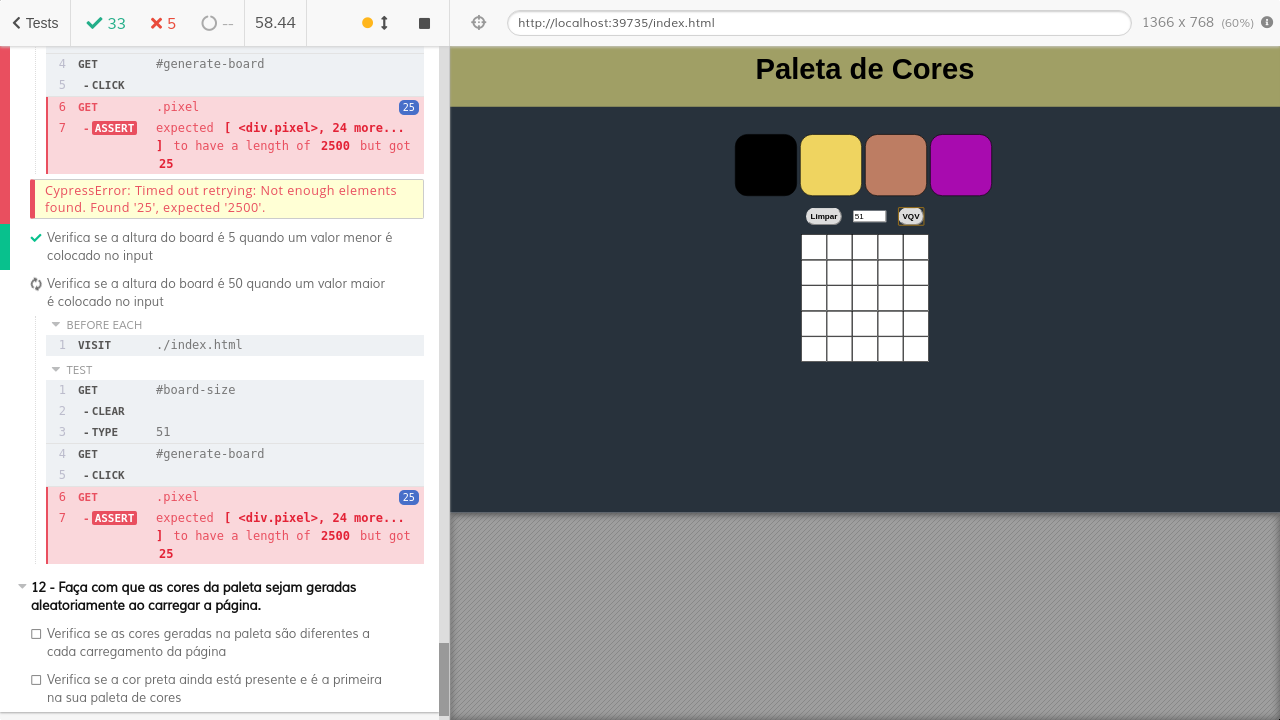 Tests
33
5
--
58.44
http://localhost:39735/index.html
1366 x 768 (60%)
4 GET #generate-board
5 - CLICK
6 GET .pixel 25
7 - ASSERT expected [ <div.pixel>, 24 more...
] to have a length of 2500 but got
25
CypressError: Timed out retrying: Not enough elements
found. Found '25', expected '2500'.
Verifica se a altura do board é 5 quando um valor menor é
colocado no input
Verifica se a altura do board é 50 quando um valor maior
é colocado no input
BEFORE EACH
1 VISIT ./index.html
TEST
1 GET #board-size
2 - CLEAR
3 - TYPE 51
4 GET #generate-board
5 - CLICK
6 GET .pixel 25
7 - ASSERT expected [ <div.pixel>, 24 more...
] to have a length of 2500 but got
25
12 - Faça com que as cores da paleta sejam geradas
aleatoriamente ao carregar a página.
Verifica se as cores geradas na paleta são diferentes a
cada carregamento da página
Verifica se a cor preta ainda está presente e é a primeira
na sua paleta de cores
Paleta de Cores
Limpar 51 VQV